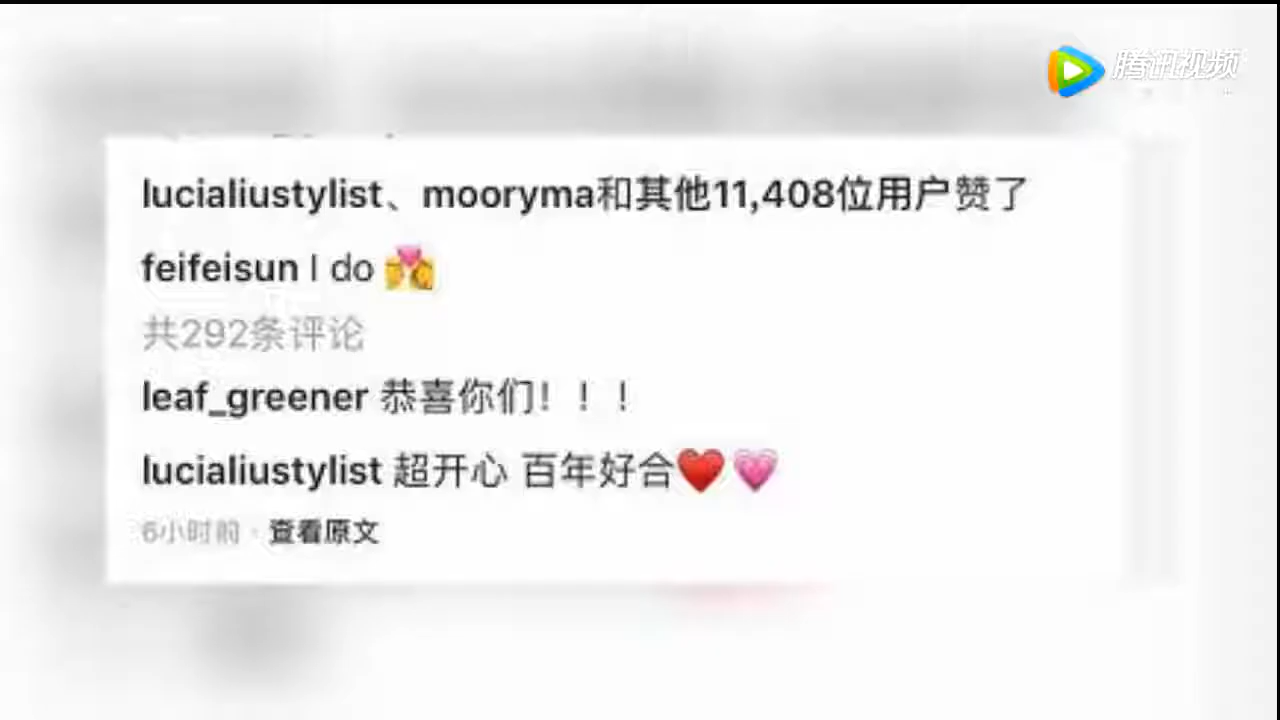 腾讯视频
lucialiustylist、mooryma和其他11,408位用户赞了
feifeisun I do 💏
共292条评论
leaf_greener 恭喜你们！！！
lucialiustylist 超开心 百年好合❤️💗
6小时前 · 查看原文